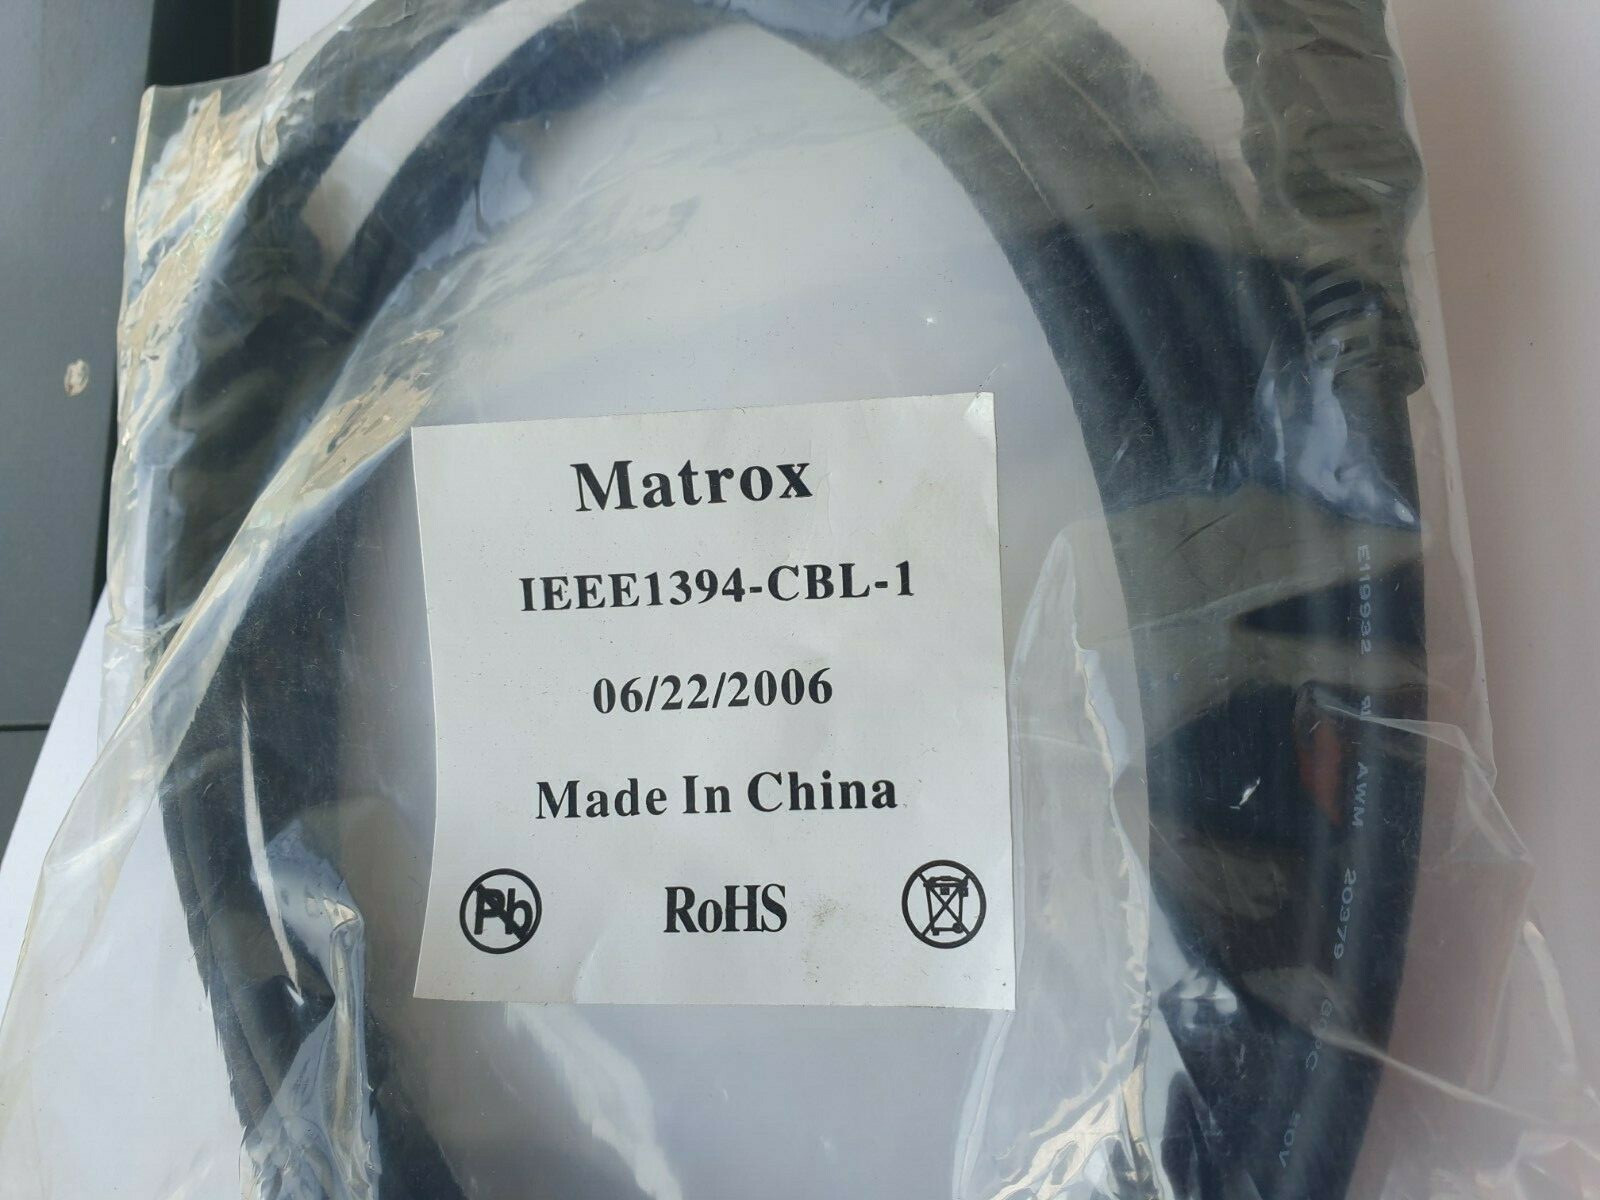 Matrox
IEEE1394-CBL-1
06/22/2006
Made In China
Pb
RoHS
E119932
AWM
20379